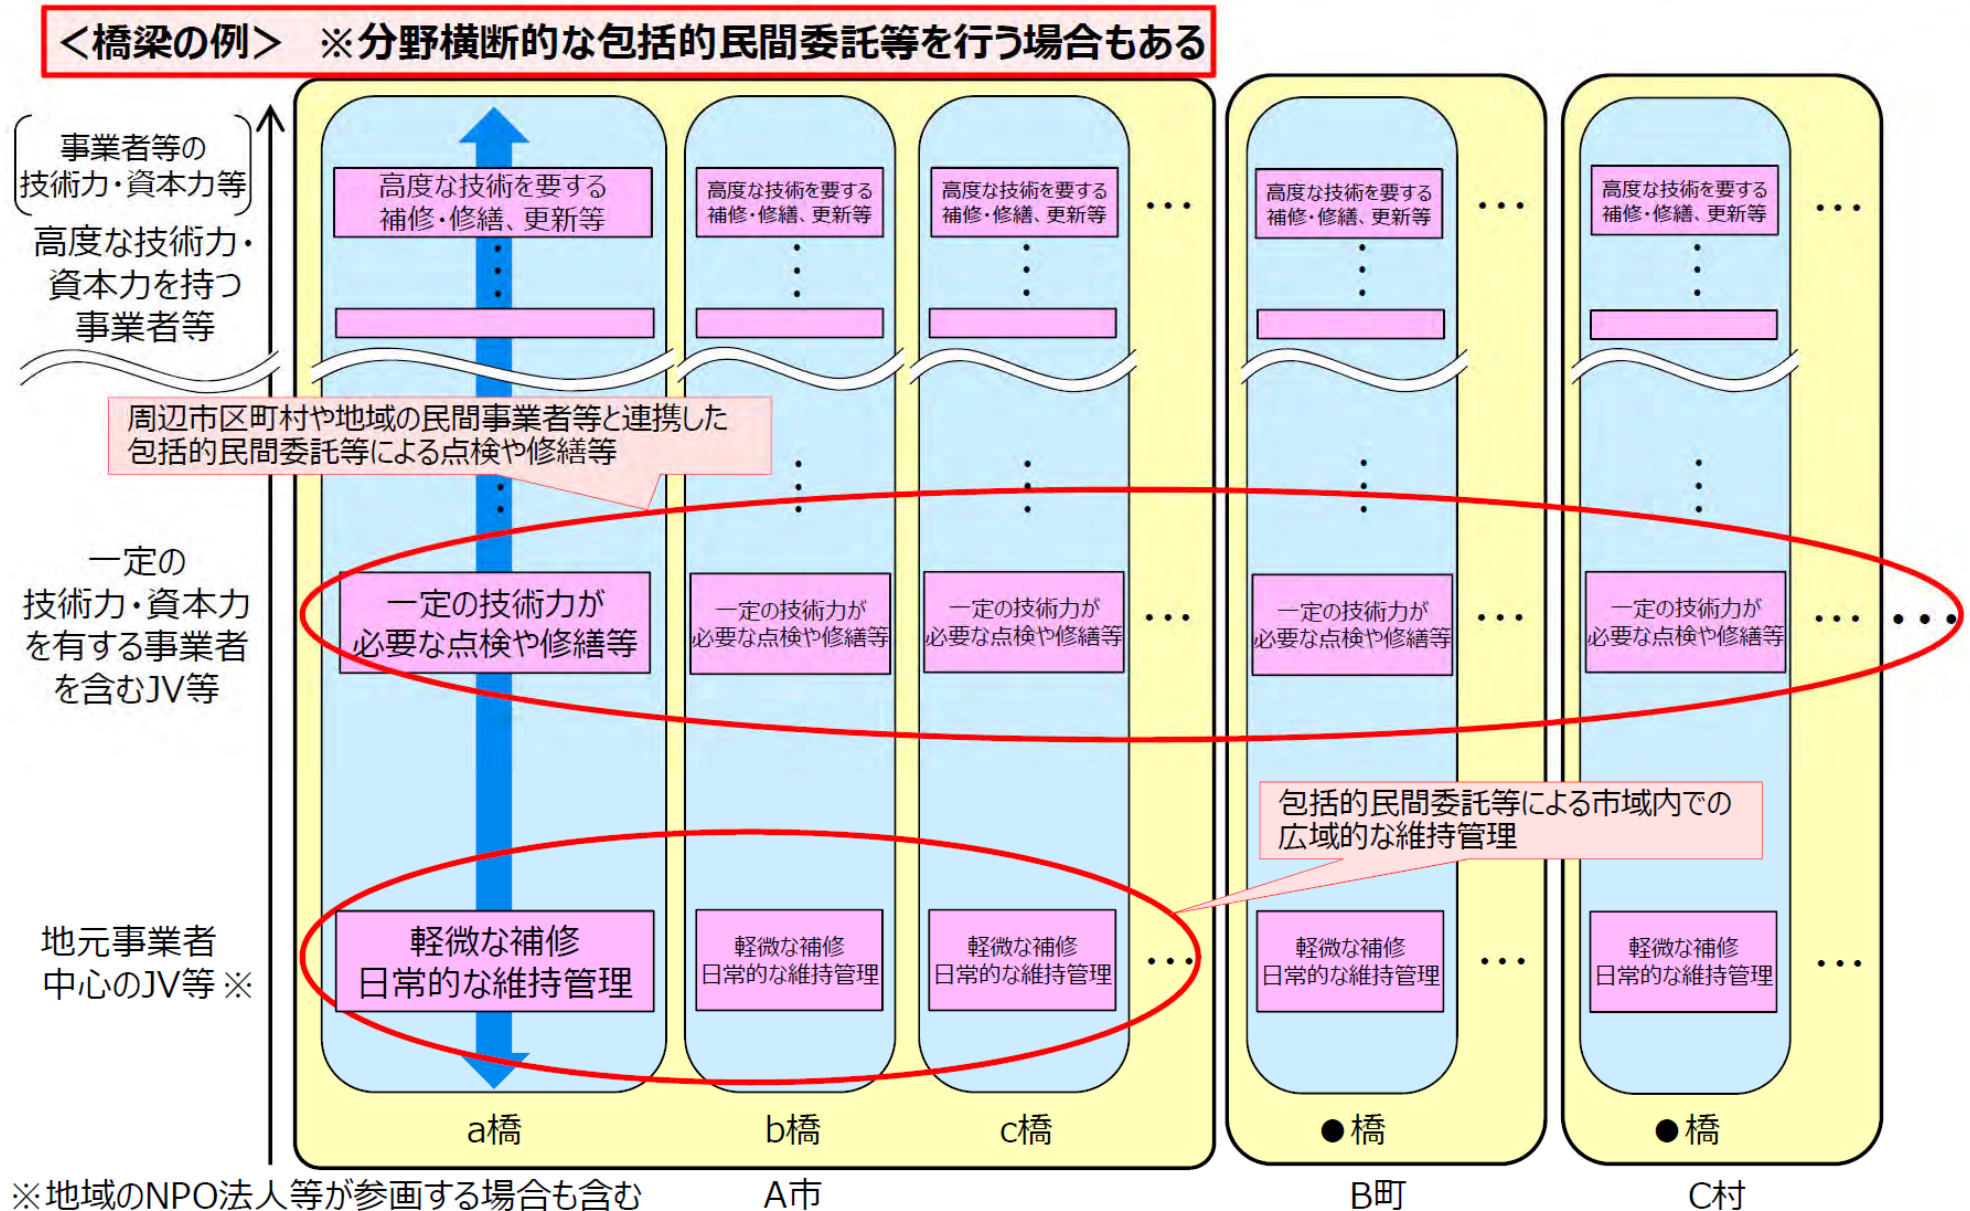 ＜橋梁の例＞　※分野横断的な包括的民間委託等を行う場合もある
事業者等の
技術力・資本力等
高度な技術力・
資本力を持つ
事業者等
高度な技術を要する
補修・修繕、更新等
高度な技術を要する
補修・修繕、更新等
高度な技術を要する
補修・修繕、更新等
・・・
高度な技術を要する
補修・修繕、更新等
・・・
高度な技術を要する
補修・修繕、更新等
・・・
周辺市区町村や地域の民間事業者等と連携した
包括的民間委託等による点検や修繕等
一定の
技術力・資本力
を有する事業者
を含むJV等
一定の技術力が
必要な点検や修繕等
一定の技術力が
必要な点検や修繕等
一定の技術力が
必要な点検や修繕等
・・・
一定の技術力が
必要な点検や修繕等
・・・
一定の技術力が
必要な点検や修繕等
・・・
・・・
包括的民間委託等による市域内での
広域的な維持管理
地元事業者
中心のJV等※
軽微な補修
日常的な維持管理
軽微な補修
日常的な維持管理
軽微な補修
日常的な維持管理
・・・
軽微な補修
日常的な維持管理
・・・
軽微な補修
日常的な維持管理
・・・
a橋
b橋
c橋
●橋
●橋
※地域のNPO法人等が参画する場合も含む
A市
B町
C村